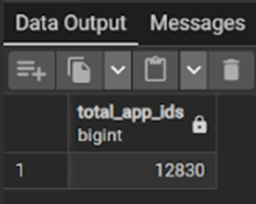 Data Output Messages
total_app_ids
bigint
1 12830